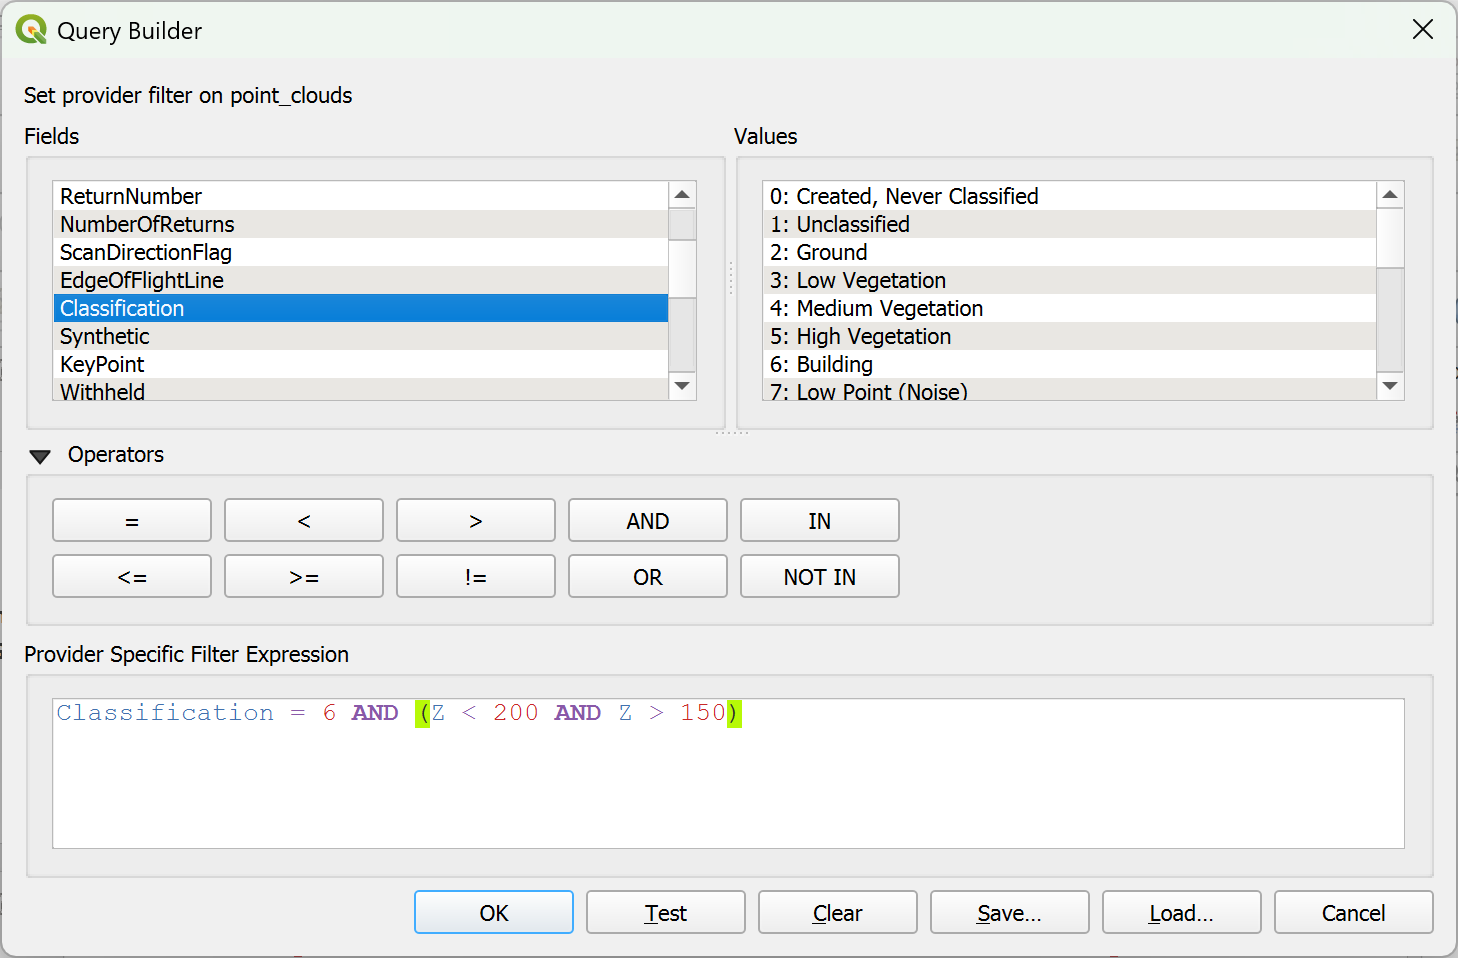 Query Builder
Set provider filter on point_clouds
Fields
Values
ReturnNumber
NumberOfReturns
ScanDirectionFlag
EdgeOfFlightLine
Classification
Synthetic
KeyPoint
Withheld
0: Created, Never Classified
1: Unclassified
2: Ground
3: Low Vegetation
4: Medium Vegetation
5: High Vegetation
6: Building
7: Low Point (Noise)
Operators
= < > AND IN
<= >= != OR NOT IN
Provider Specific Filter Expression
Classification = 6 AND (Z < 200 AND Z > 150)
OK Test Clear Save... Load... Cancel